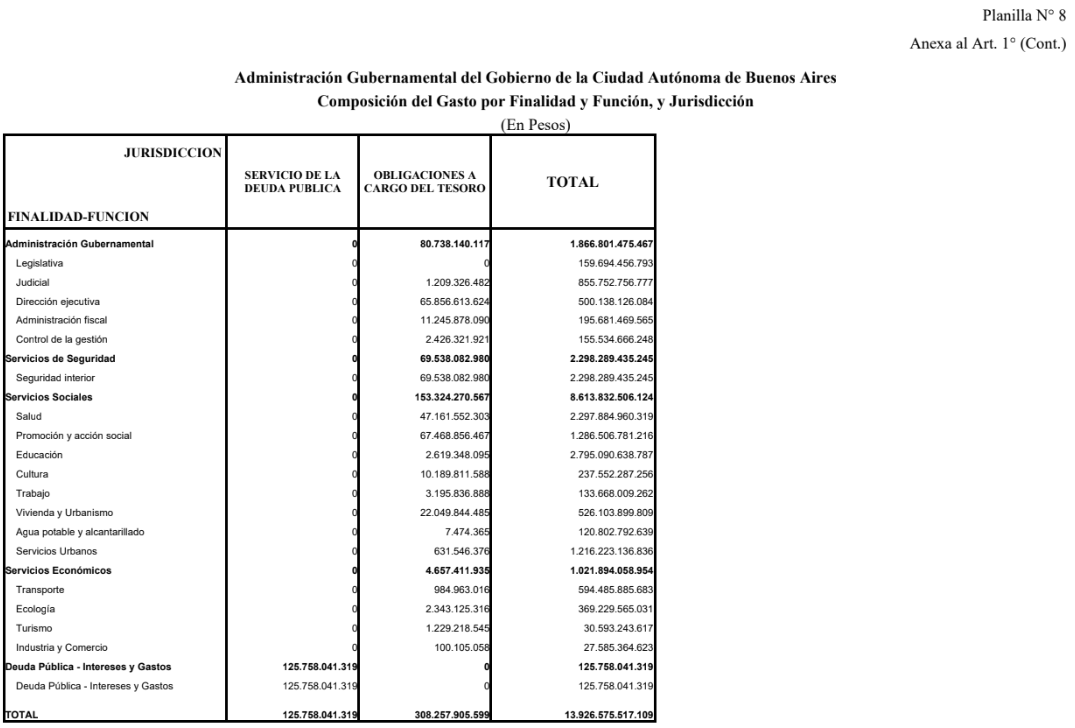 Planilla N° 8
Anexa al Art. 1° (Cont.)
Administración Gubernamental del Gobierno de la Ciudad Autónoma de Buenos Aires
Composición del Gasto por Finalidad y Función, y Jurisdicción
(En Pesos)
JURISDICCION
FINALIDAD-FUNCION
SERVICIO DE LA DEUDA PUBLICA
OBLIGACIONES A CARGO DEL TESORO
TOTAL
Administración Gubernamental 0 80.738.140.117 1.866.801.475.467
Legislativa 0 0 159.694.456.793
Judicial 0 1.209.326.482 855.752.756.777
Dirección ejecutiva 0 65.856.613.624 500.138.126.084
Administración fiscal 0 11.245.878.090 195.681.469.565
Control de la gestión 0 2.426.321.921 155.534.666.248
Servicios de Seguridad 0 69.538.082.980 2.298.289.435.245
Seguridad interior 0 69.538.082.980 2.298.289.435.245
Servicios Sociales 0 153.324.270.567 8.613.832.506.124
Salud 0 47.161.552.303 2.297.884.960.319
Promoción y acción social 0 67.468.856.467 1.286.506.781.216
Educación 0 2.619.348.095 2.795.090.638.787
Cultura 0 10.189.811.588 237.552.287.256
Trabajo 0 3.195.836.888 133.668.009.262
Vivienda y Urbanismo 0 22.049.844.485 526.103.899.809
Agua potable y alcantarillado 0 7.474.365 120.802.792.639
Servicios Urbanos 0 631.546.376 1.216.223.136.836
Servicios Económicos 0 4.657.411.935 1.021.894.058.954
Transporte 0 984.963.016 594.485.885.683
Ecología 0 2.343.125.316 369.229.565.031
Turismo 0 1.229.218.545 30.593.243.617
Industria y Comercio 0 100.105.058 27.585.364.623
Deuda Pública - Intereses y Gastos 125.758.041.319 0 125.758.041.319
Deuda Pública - Intereses y Gastos 125.758.041.319 0 125.758.041.319
TOTAL 125.758.041.319 308.257.905.599 13.926.575.517.109